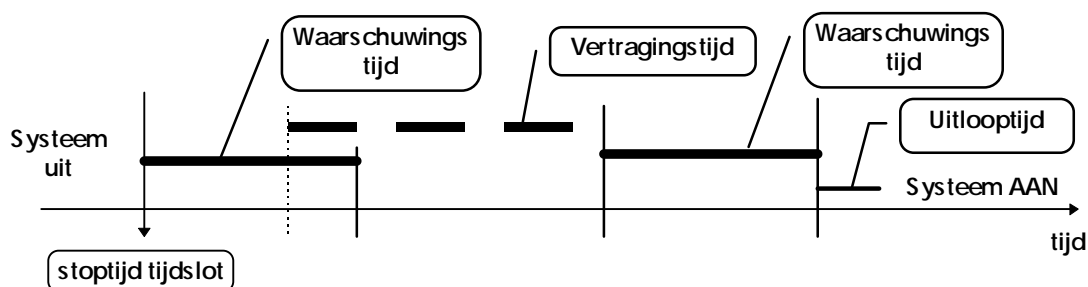 Waarschuwings
tijd
Vertragingstijd
Waarschuwings
tijd
Uitlooptijd
Systeem
uit
Systeem AAN
tijd
stoptijd tijdslot